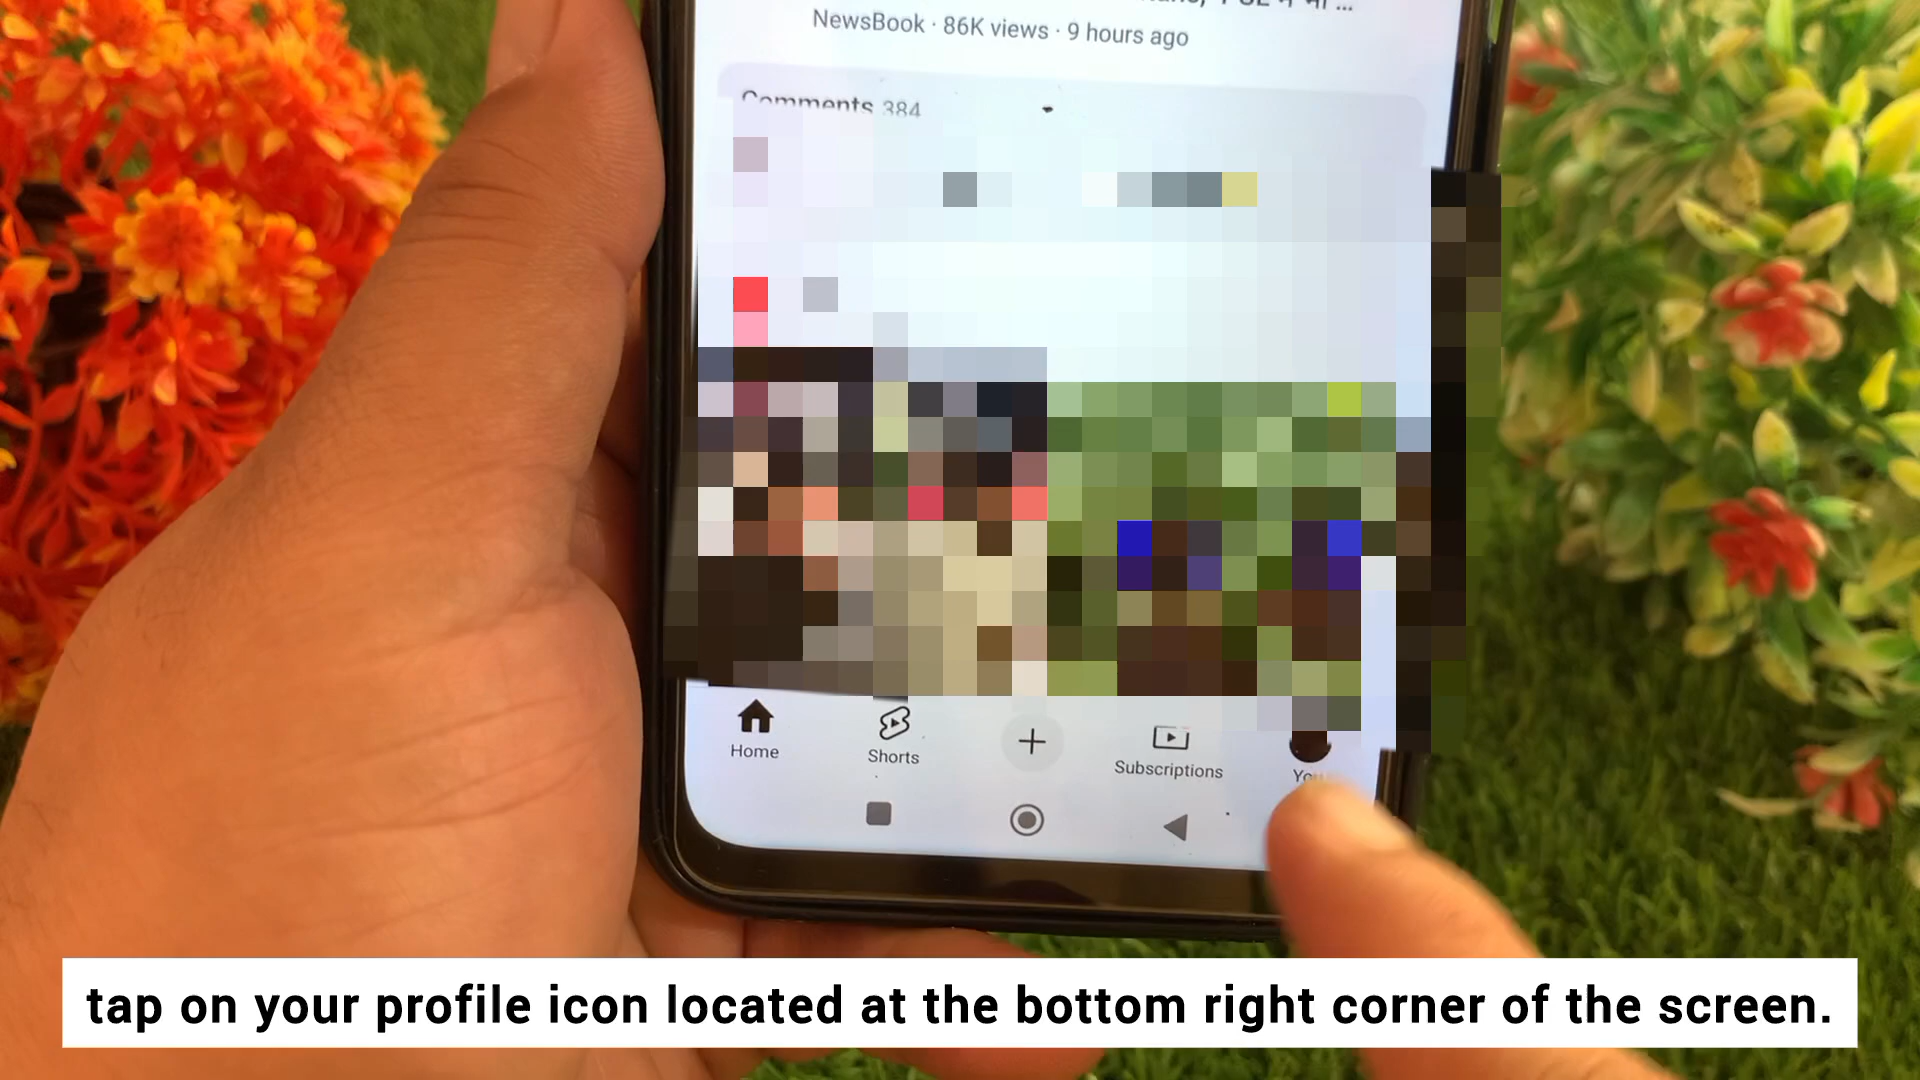 NewsBook · 86K views · 9 hours ago
Comments 384
Home
Shorts
Subscriptions
tap on your profile icon located at the bottom right corner of the screen.